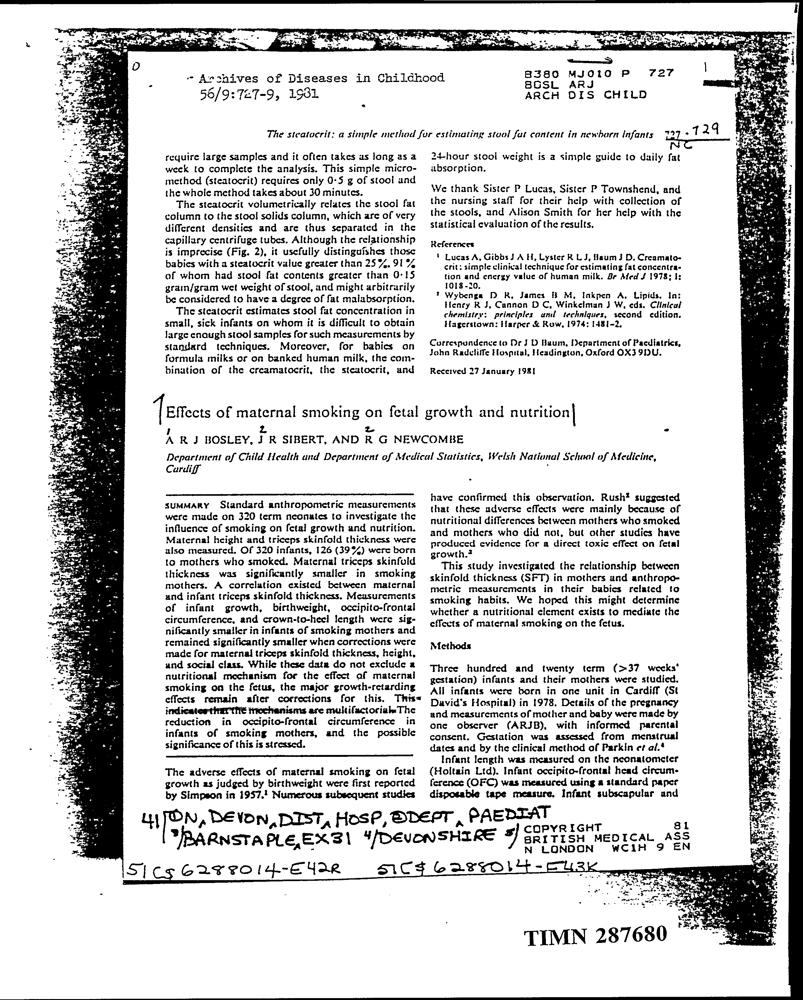 Archives of Diseases in Childhood
56/9:727-9, 1981
8380 MJ010 P 727
BOSL ARJ
ARCH DIS CHILD
1
The steatocrit: a simple method for estimating stool fat content in newborn infants 727-729
NC
require large samples and it often takes as long as a
week to complete the analysis. This simple micro-
method (steatocrit) requires only 0·5 g of stool and
the whole method takes about 30 minutes.
The steatocrit volumetrically relates the stool fat
column to the stool solids column, which are of very
different densities and are thus separated in the
capillary centrifuge tubes. Although the relationship
is imprecise (Fig. 2), it usefully distinguishes those
babies with a steatocrit value greater than 25%, 91%
of whom had stool fat contents greater than 0·15
gram/gram wet weight of stool, and might arbitrarily
be considered to have a degree of fat malabsorption.
The steatocrit estimates stool fat concentration in
small, sick infants on whom it is difficult to obtain
large enough stool samples for such measurements by
standard techniques. Moreover, for babies on
formula milks or on banked human milk, the com-
bination of the creamatocrit, the steatocrit, and
24-hour stool weight is a simple guide to daily fat
absorption.
We thank Sister P Lucas, Sister P Townshend, and
the nursing staff for their help with collection of
the stools, and Alison Smith for her help with the
statistical evaluation of the results.
References
1 Lucas A, Gibbs J A H, Lyster R L J, Baum J D. Creamato-
crit: simple clinical technique for estimating fat concentra-
tion and energy value of human milk. Br Med J 1978; I:
1018-20.
2 Wybenga D R, James B M, Inkpen A. Lipids. In:
Henry R J, Cannon D C, Winkelman J W, eds. Clinical
chemistry: principles and techniques, second edition.
Hagerstown: Harper & Row, 1974: 1481-2.
Correspondence to Dr J D Baum, Department of Paediatrics,
John Radcliffe Hospital, Headington, Oxford OX3 9DU.
Received 27 January 1981
Effects of maternal smoking on fetal growth and nutrition
1 2 2
A R J BOSLEY, J R SIBERT, AND R G NEWCOMBE
Department of Child Health and Department of Medical Statistics, Welsh National School of Medicine,
Cardiff
SUMMARY Standard anthropometric measurements
were made on 320 term neonates to investigate the
influence of smoking on fetal growth and nutrition.
Maternal height and triceps skinfold thickness were
also measured. Of 320 infants, 126 (39%) were born
to mothers who smoked. Maternal triceps skinfold
thickness was significantly smaller in smoking
mothers. A correlation existed between maternal
and infant triceps skinfold thickness. Measurements
of infant growth, birthweight, occipito-frontal
circumference, and crown-to-heel length were sig-
nificantly smaller in infants of smoking mothers and
remained significantly smaller when corrections were
made for maternal triceps skinfold thickness, height,
and social class. While these data do not exclude a
nutritional mechanism for the effect of maternal
smoking on the fetus, the major growth-retarding
effects remain after corrections for this. This
indicates that the mechanisms are multifactorial. The
reduction in occipito-frontal circumference in
infants of smoking mothers, and the possible
significance of this is stressed.
The adverse effects of maternal smoking on fetal
growth as judged by birthweight were first reported
by Simpson in 1957.1 Numerous subsequent studies
have confirmed this observation. Rush2 suggested
that these adverse effects were mainly because of
nutritional differences between mothers who smoked
and mothers who did not, but other studies have
produced evidence for a direct toxic effect on fetal
growth.3
This study investigated the relationship between
skinfold thickness (SFT) in mothers and anthropo-
metric measurements in their babies related to
smoking habits. We hoped this might determine
whether a nutritional element exists to mediate the
effects of maternal smoking on the fetus.
Methods
Three hundred and twenty term (>37 weeks'
gestation) infants and their mothers were studied.
All infants were born in one unit in Cardiff (St
David's Hospital) in 1978. Details of the pregnancy
and measurements of mother and baby were made by
one observer (ARJB), with informed parental
consent. Gestation was assessed from menstrual
dates and by the clinical method of Parkin et al.4
Infant length was measured on the neonatometer
(Holtain Ltd). Infant occipito-frontal head circum-
ference (OFC) was measured using a standard paper
disposable tape measure. Infant subscapular and
N, DEVON, DIST, HOSP, DEPT, PAEDIAT
BARNSTAPLE, EX31 4/DEVONSHIRE 5/
COPYRIGHT 81
BRITISH MEDICAL ASS
N LONDON WC1H 9 EN
51C$6288014-E42R 51C$6288014-E43K
TIMN 287680